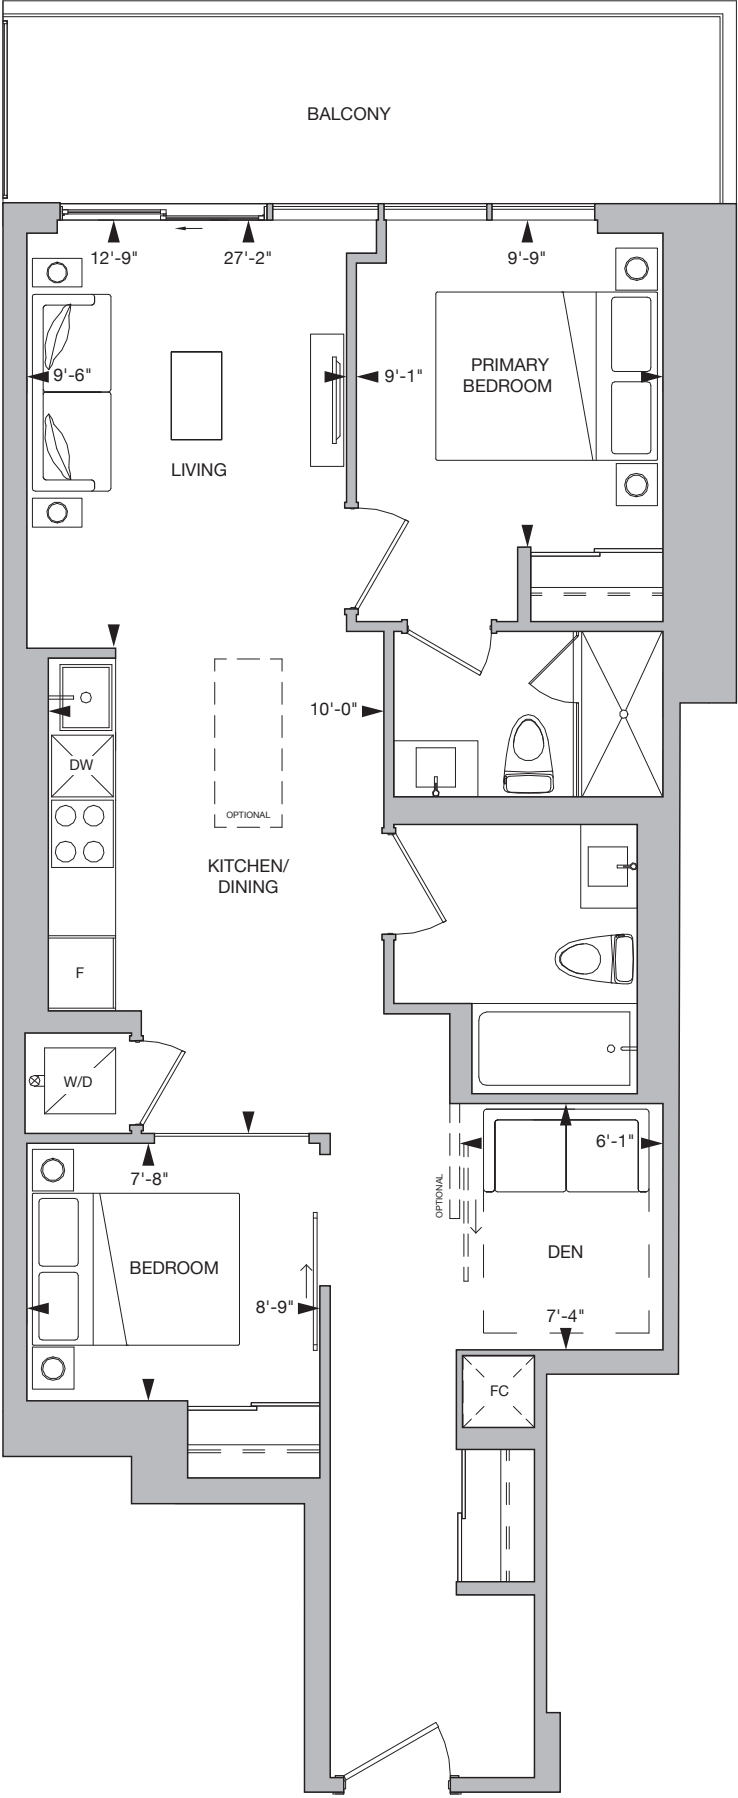 BALCONY
12'-9"
27'-2"
9'-9"
9'-6"
9'-1"
PRIMARY
BEDROOM
LIVING
10'-0"
DW
OPTIONAL
KITCHEN/
DINING
F
W/D
7'-8"
6'-1"
OPTIONAL
BEDROOM
DEN
8'-9"
7'-4"
FC